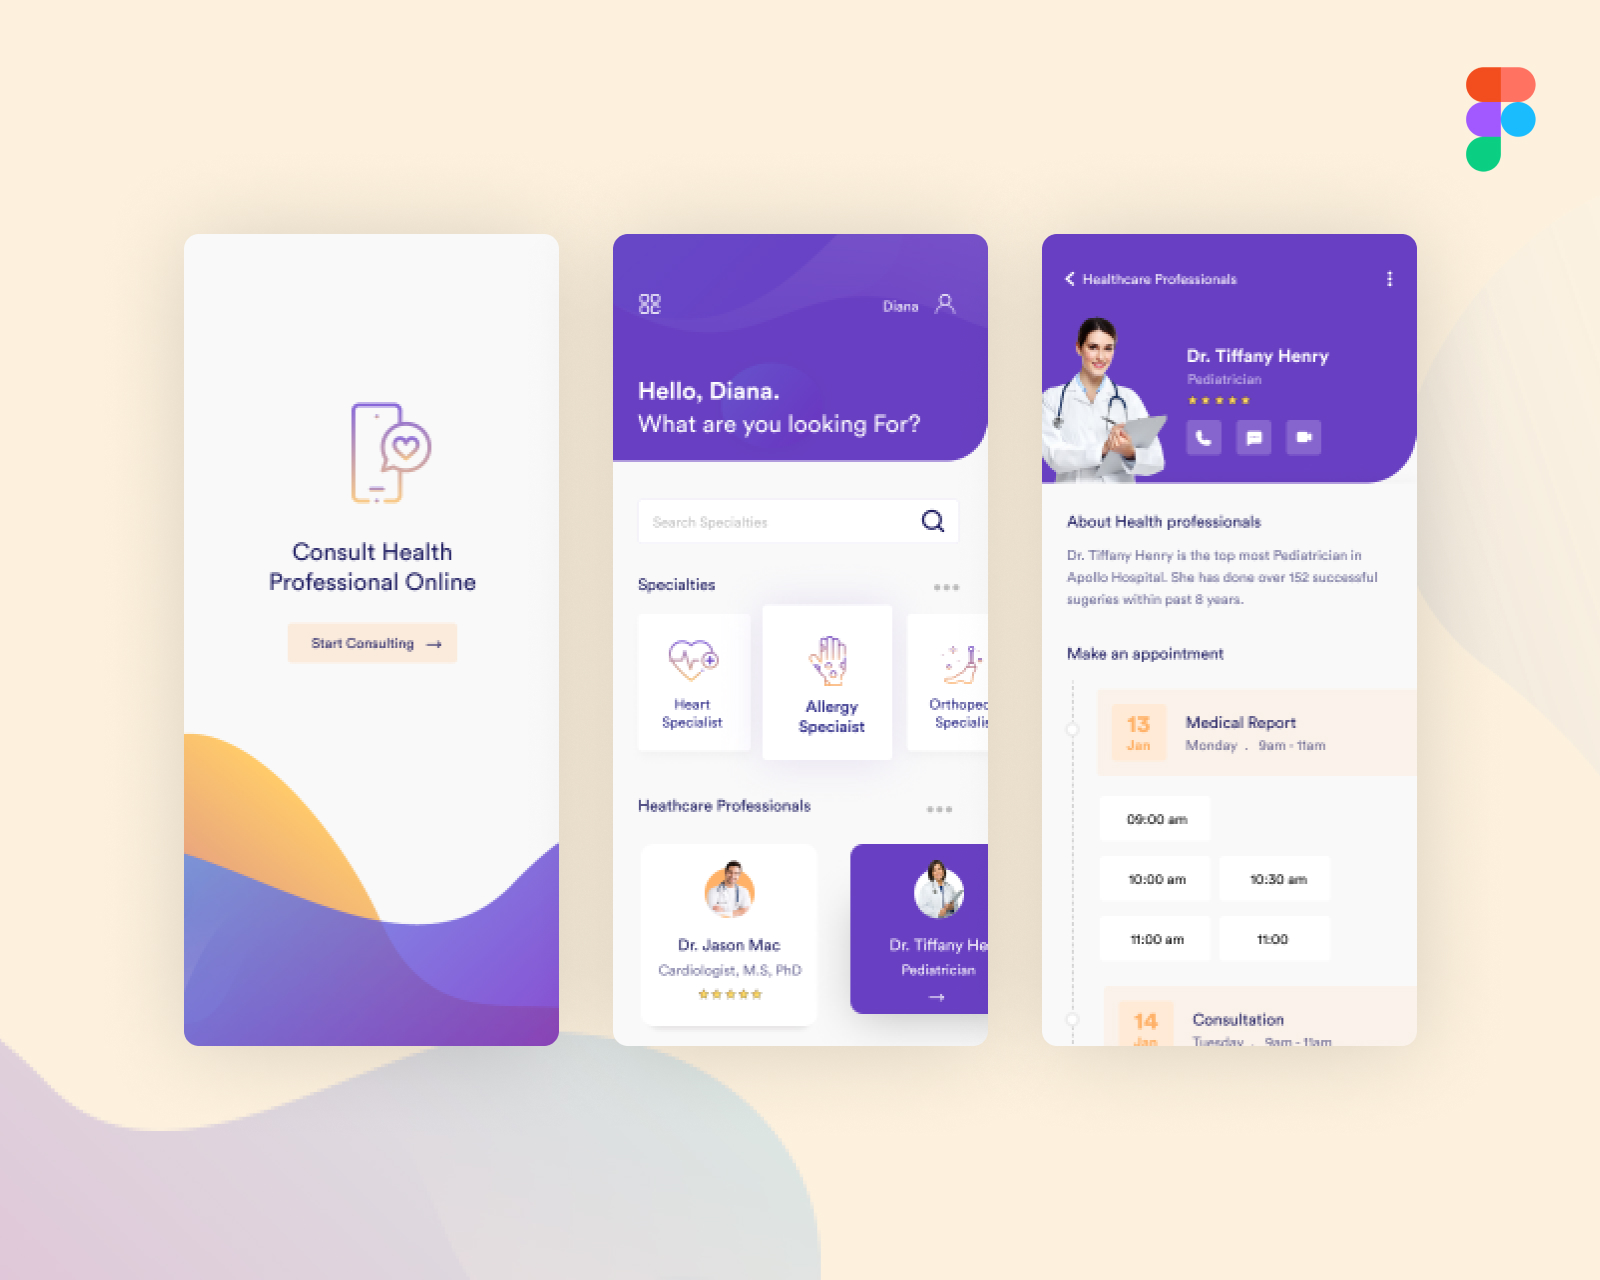 Consult Health
Professional Online
Start Consulting →
Diana
Hello, Diana.
What are you looking For?
Search Specialties
Specialties
Heart
Specialist
Allergy
Speciaist
Orthoped
Specialis
Heathcare Professionals
Dr. Jason Mac
Cardiologist, M.S, PhD
Dr. Tiffany He
Pediatrician
→
Healthcare Professionals
Dr. Tiffany Henry
Pediatrician
About Health professionals
Dr. Tiffany Henry is the top most Pediatrician in
Apollo Hospital. She has done over 152 successful
sugeries within past 8 years.
Make an appointment
13
Jan
Medical Report
Monday . 9am - 11am
09:00 am
10:00 am
10:30 am
11:00 am
11:00
14
Jan
Consultation
Tuesday . 9am - 11am